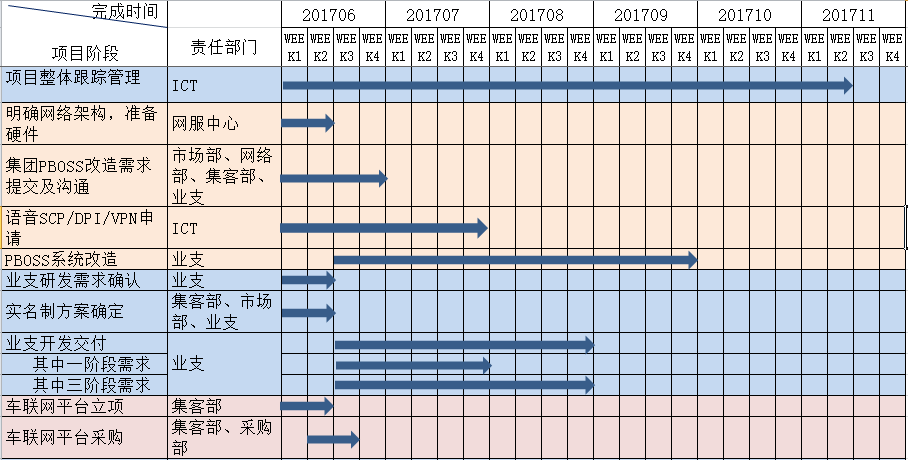 完成时间
项目阶段
责任部门
201706 201707 201708 201709 201710 201711
WEE WEE WEE WEE WEE WEE WEE WEE WEE WEE WEE WEE WEE WEE WEE WEE WEE WEE WEE WEE WEE WEE WEE WEE
K1 K2 K3 K4 K1 K2 K3 K4 K1 K2 K3 K4 K1 K2 K3 K4 K1 K2 K3 K4 K1 K2 K3 K4
项目整体跟踪管理
ICT
明确网络架构，准备
硬件
网服中心
集团PBOSS改造需求
提交及沟通
市场部、网络
部、集客部、
业支
语音SCP/DPI/VPN申
请
ICT
PBOSS系统改造
业支
业支研发需求确认
业支
实名制方案确定
集客部、市场
部、业支
业支开发交付
其中一阶段需求
其中三阶段需求
业支
车联网平台立项
集客部
车联网平台采购
集客部、采购
部